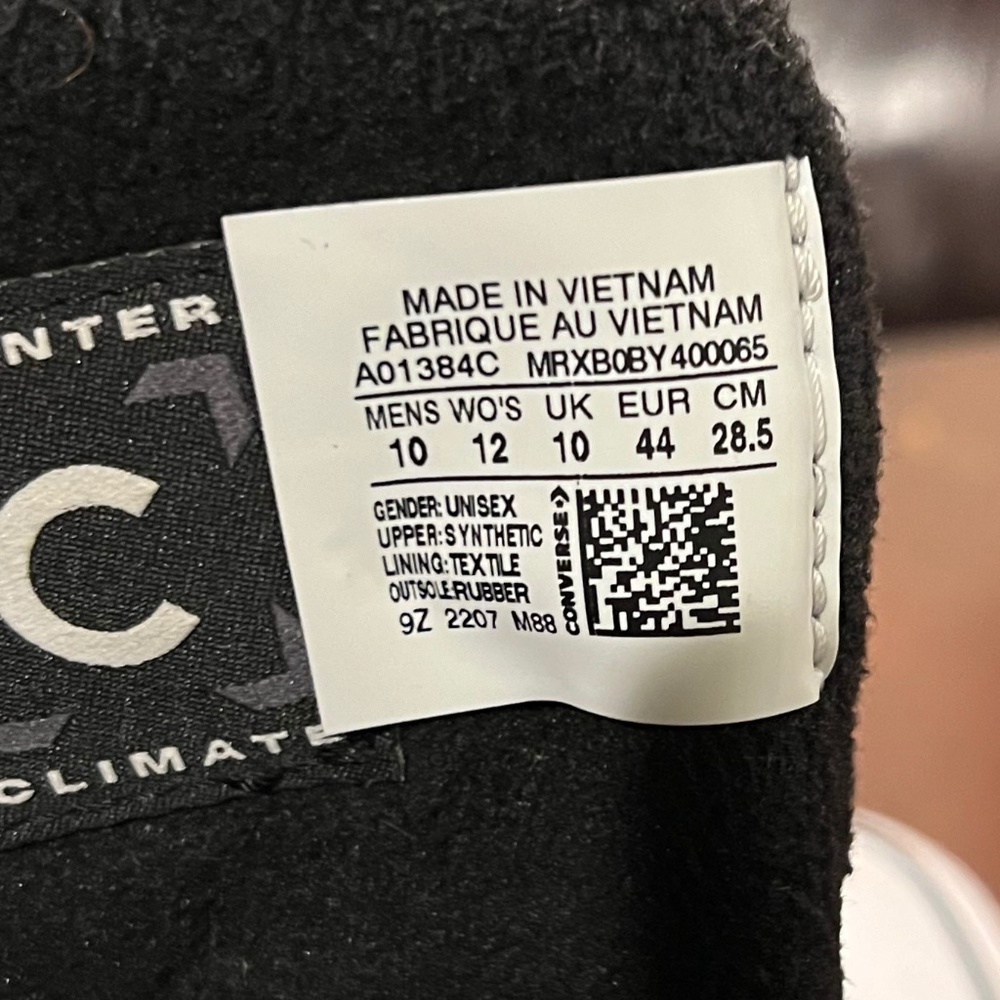 MADE IN VIETNAM
FABRIQUE AU VIETNAM
A01384C MRXB0BY400065
MENS WO'S UK EUR CM
10 12 10 44 28.5
GENDER: UNISEX
UPPER: SYNTHETIC
LINING: TEXTILE
OUTSOLE: RUBBER
9Z 2207 M88
CONVERSE
NTER
C
CLIMATE